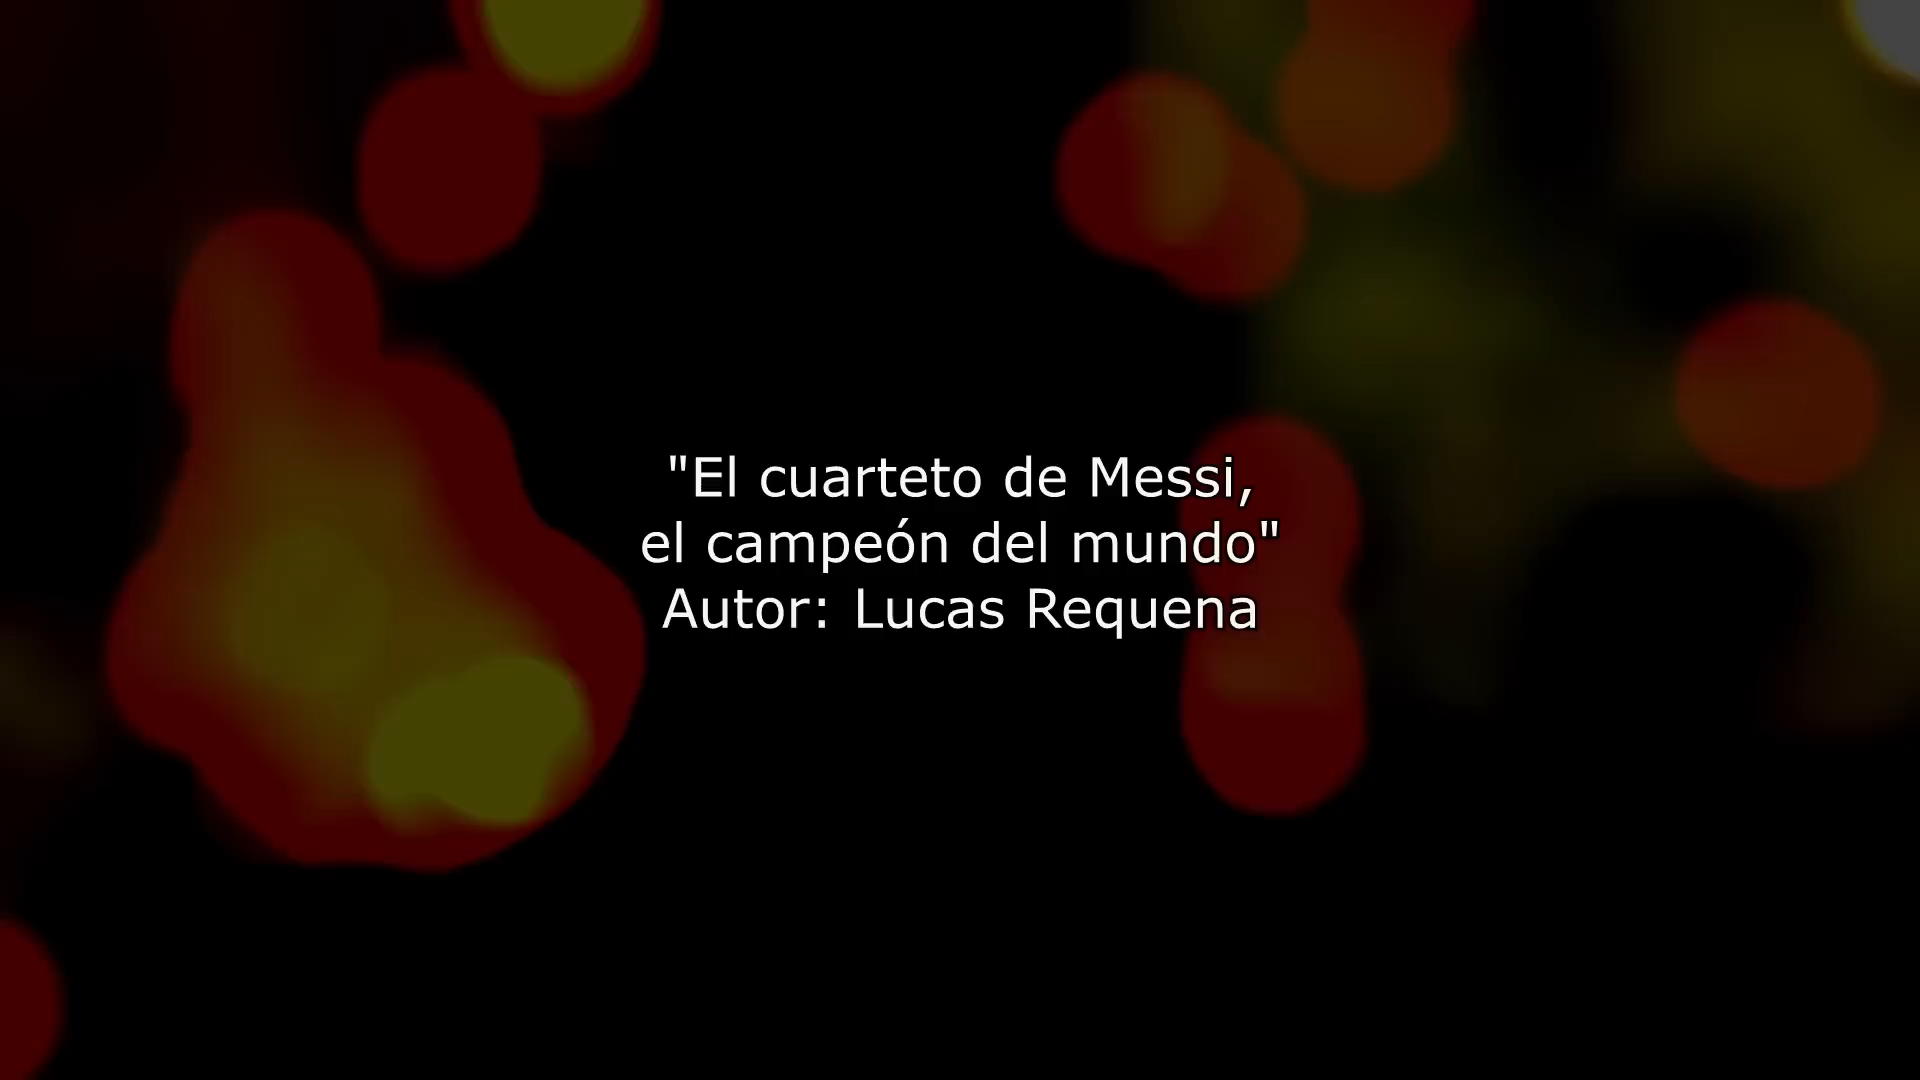 "El cuarteto de Messi,
el campeón del mundo"
Autor: Lucas Requena